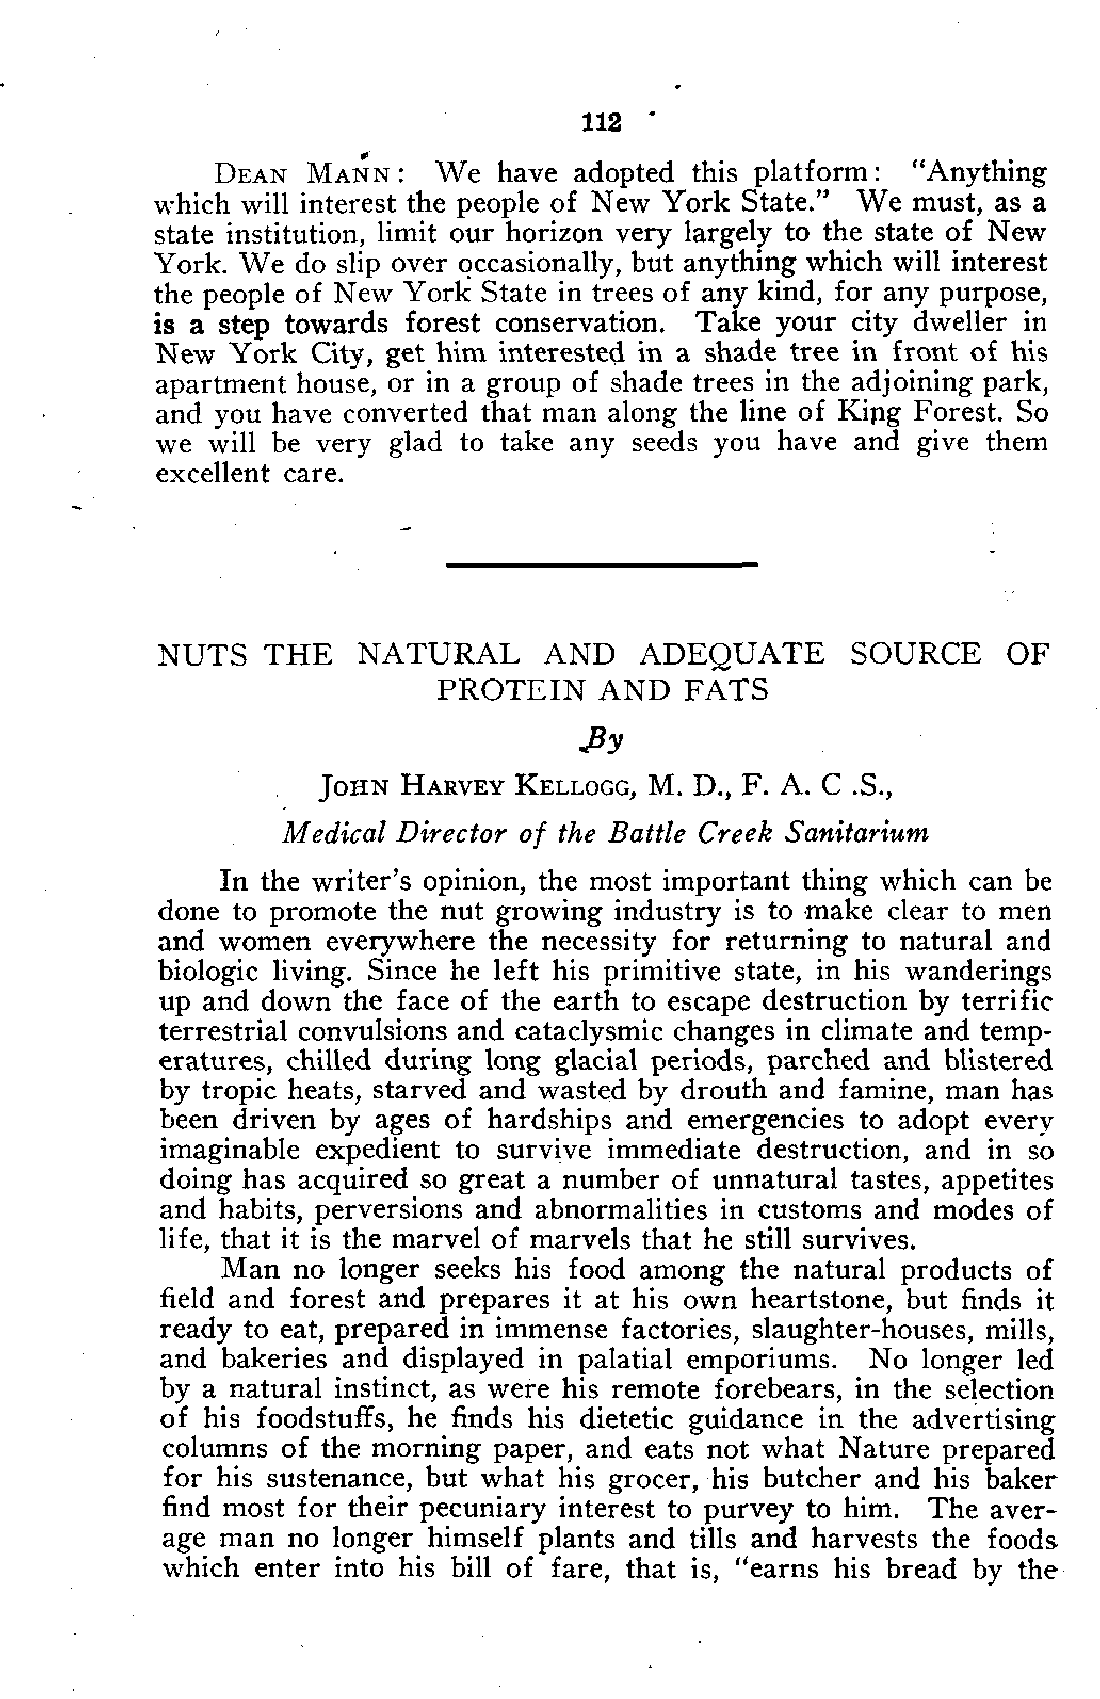 112
DEAN MANN: We have adopted this platform: "Anything
which will interest the people of New York State." We must, as a
state institution, limit our horizon very largely to the state of New
York. We do slip over occasionally, but anything which will interest
the people of New York State in trees of any kind, for any purpose,
is a step towards forest conservation. Take your city dweller in
New York City, get him interested in a shade tree in front of his
apartment house, or in a group of shade trees in the adjoining park,
and you have converted that man along the line of King Forest. So
we will be very glad to take any seeds you have and give them
excellent care.
NUTS THE NATURAL AND ADEQUATE SOURCE OF
PROTEIN AND FATS
By
JOHN HARVEY KELLOGG, M. D., F. A. C .S.,
Medical Director of the Battle Creek Sanitarium
In the writer's opinion, the most important thing which can be
done to promote the nut growing industry is to make clear to men
and women everywhere the necessity for returning to natural and
biologic living. Since he left his primitive state, in his wanderings
up and down the face of the earth to escape destruction by terrific
terrestrial convulsions and cataclysmic changes in climate and temp-
eratures, chilled during long glacial periods, parched and blistered
by tropic heats, starved and wasted by drouth and famine, man has
been driven by ages of hardships and emergencies to adopt every
imaginable expedient to survive immediate destruction, and in so
doing has acquired so great a number of unnatural tastes, appetites
and habits, perversions and abnormalities in customs and modes of
life, that it is the marvel of marvels that he still survives.
Man no longer seeks his food among the natural products of
field and forest and prepares it at his own heartstone, but finds it
ready to eat, prepared in immense factories, slaughter-houses, mills,
and bakeries and displayed in palatial emporiums. No longer led
by a natural instinct, as were his remote forebears, in the selection
of his foodstuffs, he finds his dietetic guidance in the advertising
columns of the morning paper, and eats not what Nature prepared
for his sustenance, but what his grocer, his butcher and his baker
find most for their pecuniary interest to purvey to him. The aver-
age man no longer himself plants and tills and harvests the foods
which enter into his bill of fare, that is, "earns his bread by the